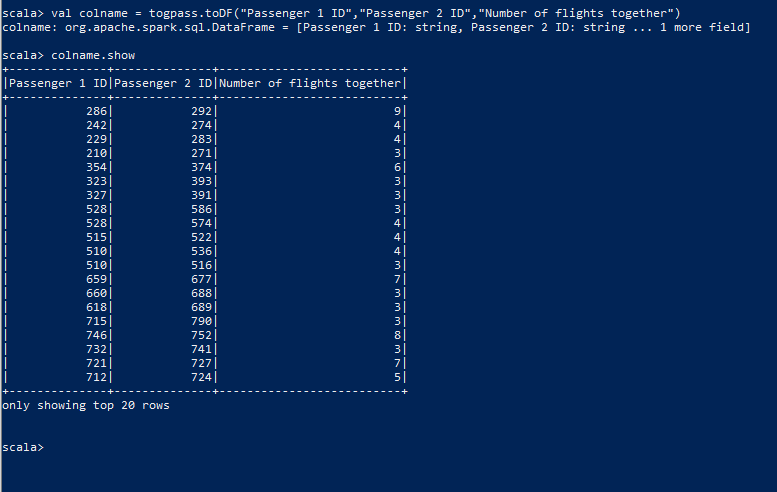 scala> val colname = togpass.toDF("Passenger 1 ID","Passenger 2 ID","Number of flights together")
colname: org.apache.spark.sql.DataFrame = [Passenger 1 ID: string, Passenger 2 ID: string ... 1 more field]
scala> colname.show
+--------------+--------------+--------------------------+
|Passenger 1 ID|Passenger 2 ID|Number of flights together|
+--------------+--------------+--------------------------+
|           286|           292|                         9|
|           242|           274|                         4|
|           229|           283|                         4|
|           210|           271|                         3|
|           354|           374|                         6|
|           323|           393|                         3|
|           327|           391|                         3|
|           528|           586|                         3|
|           528|           574|                         4|
|           515|           522|                         4|
|           510|           536|                         4|
|           510|           516|                         3|
|           659|           677|                         7|
|           660|           688|                         3|
|           618|           689|                         3|
|           715|           790|                         3|
|           746|           752|                         8|
|           732|           741|                         3|
|           721|           727|                         7|
|           712|           724|                         5|
+--------------+--------------+--------------------------+
only showing top 20 rows
scala>